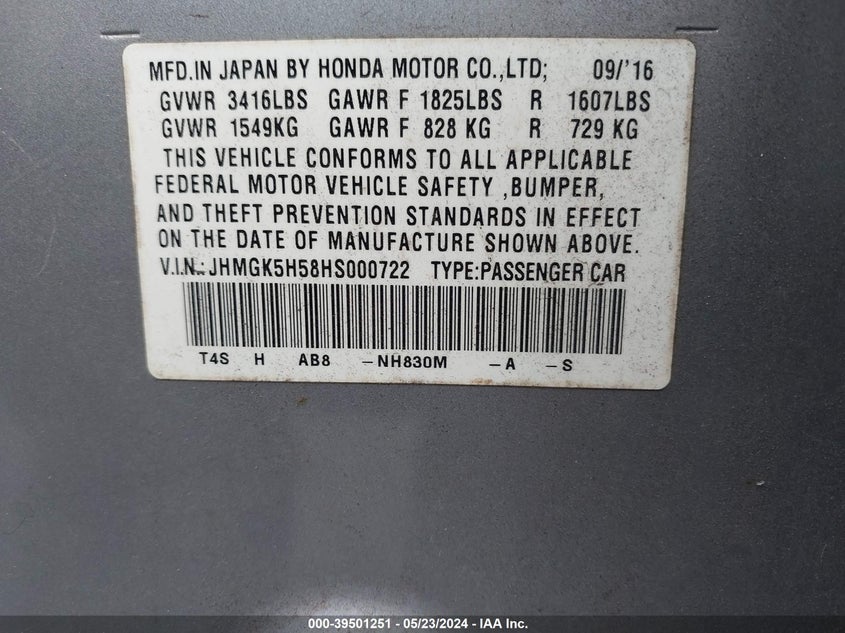 MFD.IN JAPAN BY HONDA MOTOR CO.,LTD; 09/'16
GVWR 3416LBS GAWR F 1825LBS R 1607LBS
GVWR 1549KG GAWR F 828 KG R 729 KG
THIS VEHICLE CONFORMS TO ALL APPLICABLE
FEDERAL MOTOR VEHICLE SAFETY ,BUMPER,
AND THEFT PREVENTION STANDARDS IN EFFECT
ON THE DATE OF MANUFACTURE SHOWN ABOVE.
V.I.N.: JHMGK5H58HS000722 TYPE:PASSENGER CAR
T4S H AB8 -NH830M -A -S
000-39501251 - 05/23/2024 - IAA Inc.